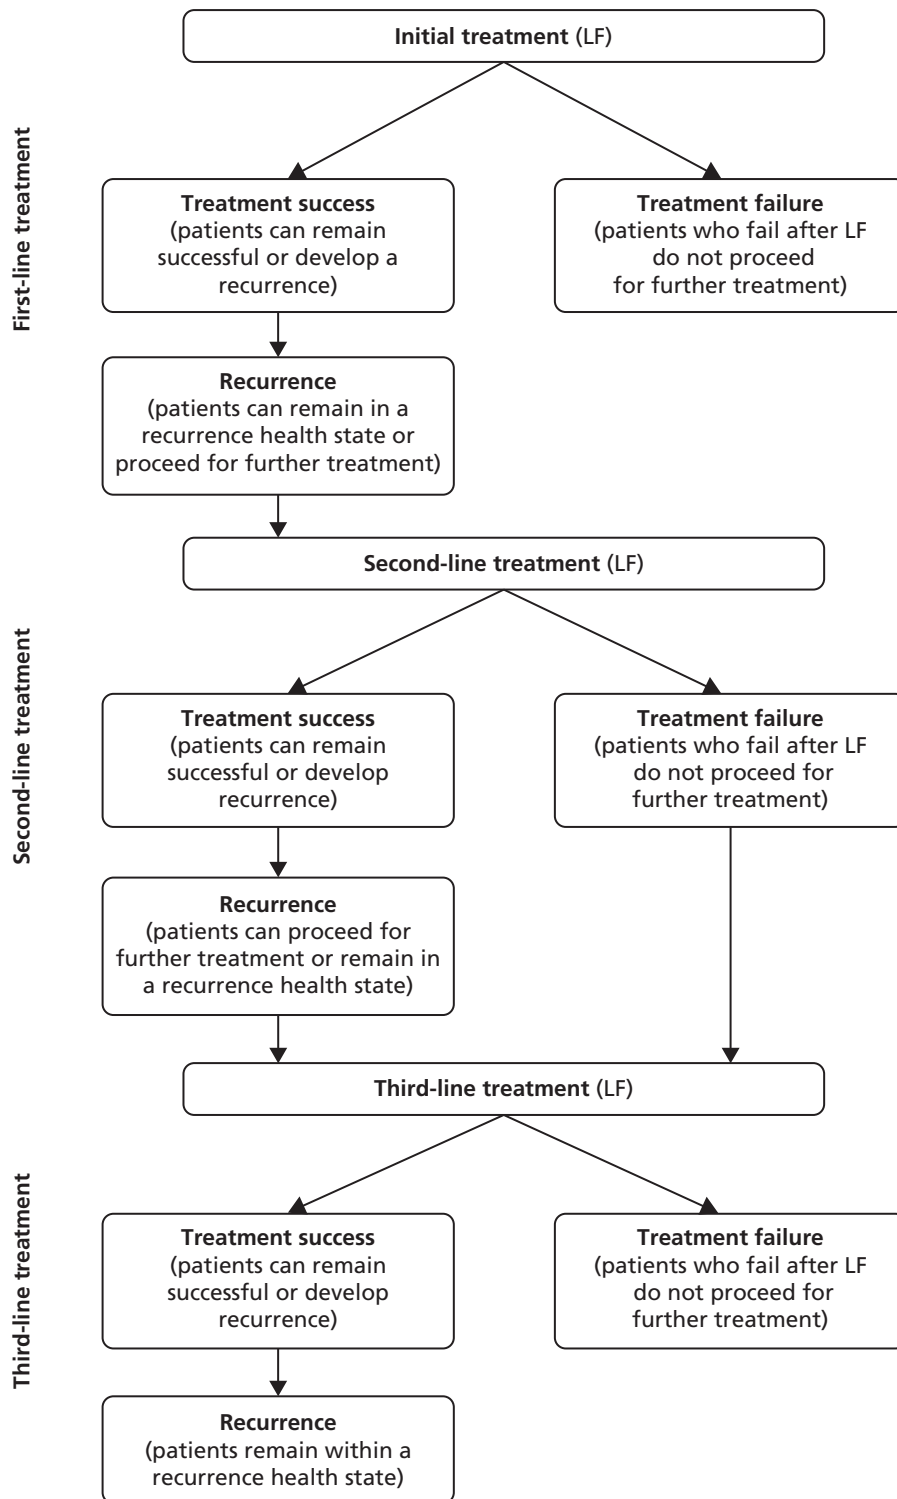 Initial treatment (LF)
First-line treatment
Treatment success
(patients can remain
successful or develop a
recurrence)
Treatment failure
(patients who fail after LF
do not proceed
for further treatment)
Recurrence
(patients can remain in a
recurrence health state or
proceed for further treatment)
Second-line treatment (LF)
Second-line treatment
Treatment success
(patients can remain
successful or develop
recurrence)
Treatment failure
(patients who fail after LF
do not proceed for
further treatment)
Recurrence
(patients can proceed for
further treatment or remain in
a recurrence health state)
Third-line treatment (LF)
Third-line treatment
Treatment success
(patients can remain
successful or develop
recurrence)
Treatment failure
(patients who fail after LF
do not proceed for
further treatment)
Recurrence
(patients remain within a
recurrence health state)